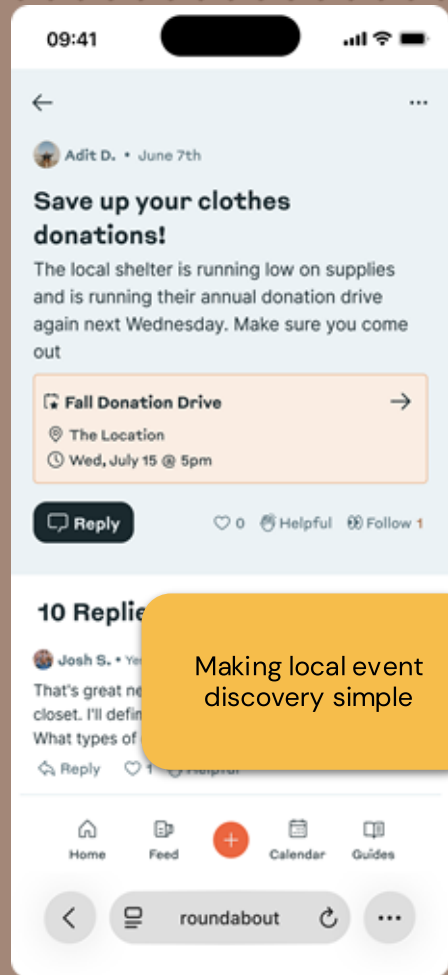 09:41
Adit D. • June 7th
Save up your clothes
donations!
The local shelter is running low on supplies
and is running their annual donation drive
again next Wednesday. Make sure you come
out
Fall Donation Drive
The Location
Wed, July 15 @ 5pm
Reply 0 Helpful Follow 1
10 Replie
Making local event
discovery simple
Josh S. • Ye
That's great ne
closet. I'll defin
What types of
Reply 1 Helpful
Home Feed Calendar Guides
roundabout